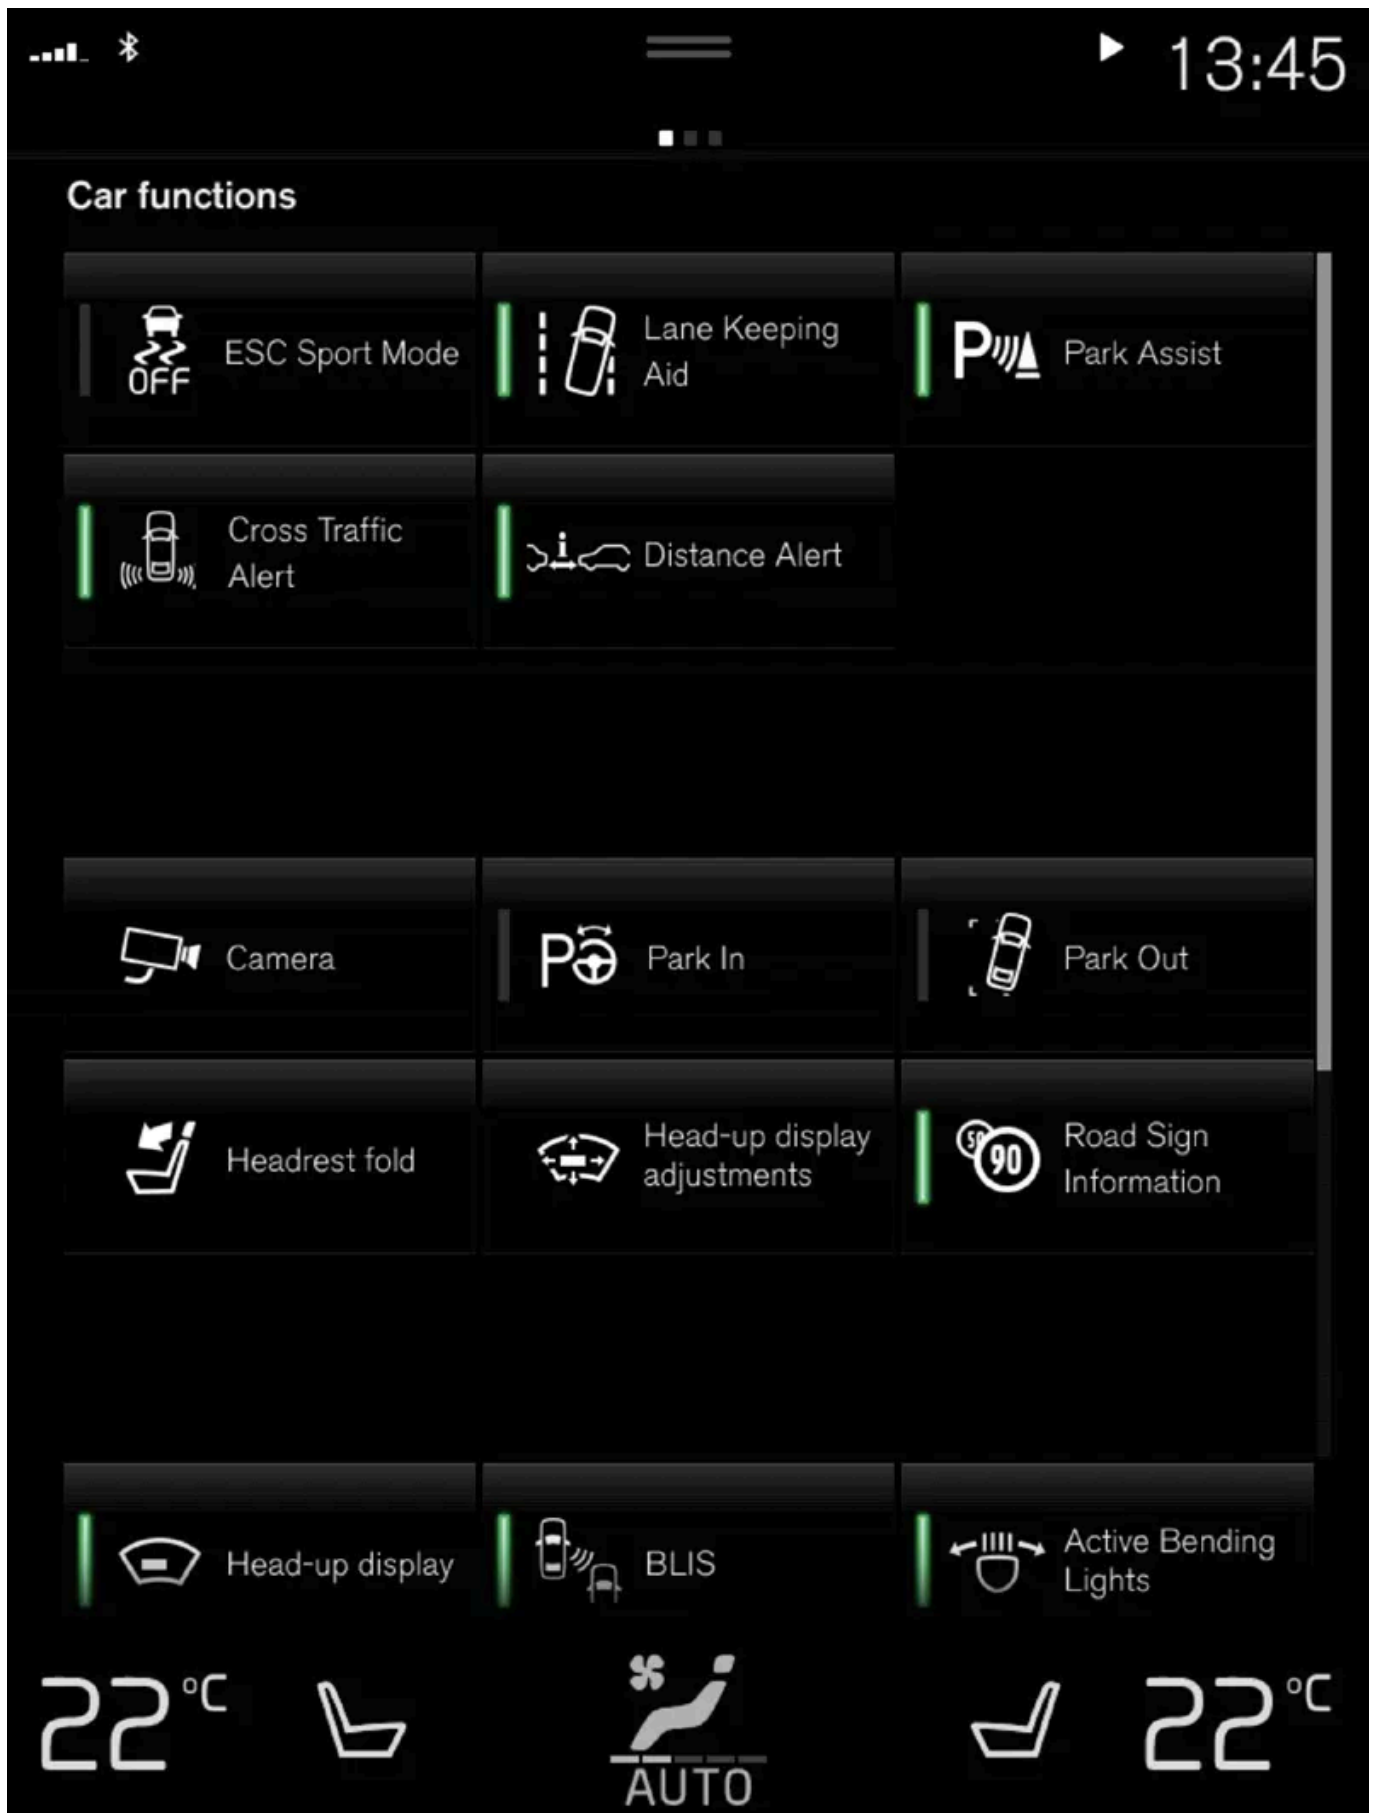 13:45
Car functions
OFF
ESC Sport Mode
Lane Keeping
Aid
P
Park Assist
Cross Traffic
Alert
i
Distance Alert
Camera
P
Park In
Park Out
Headrest fold
Head-up display
adjustments
50
90
Road Sign
Information
Head-up display
BLIS
Active Bending
Lights
22°C
AUTO
22°C